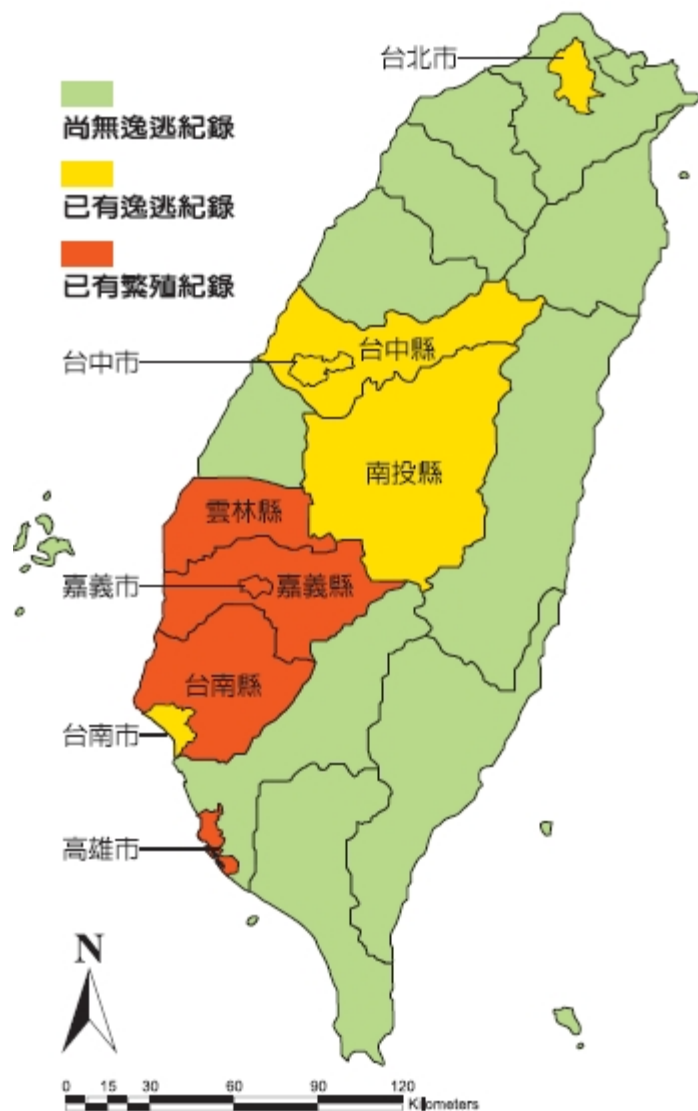 台北市
尚無逸逃紀錄
已有逸逃紀錄
已有繁殖紀錄
台中縣
台中市
南投縣
雲林縣
嘉義市
嘉義縣
台南縣
台南市
高雄市
N
0 15 30 60 90 120
Kilometers